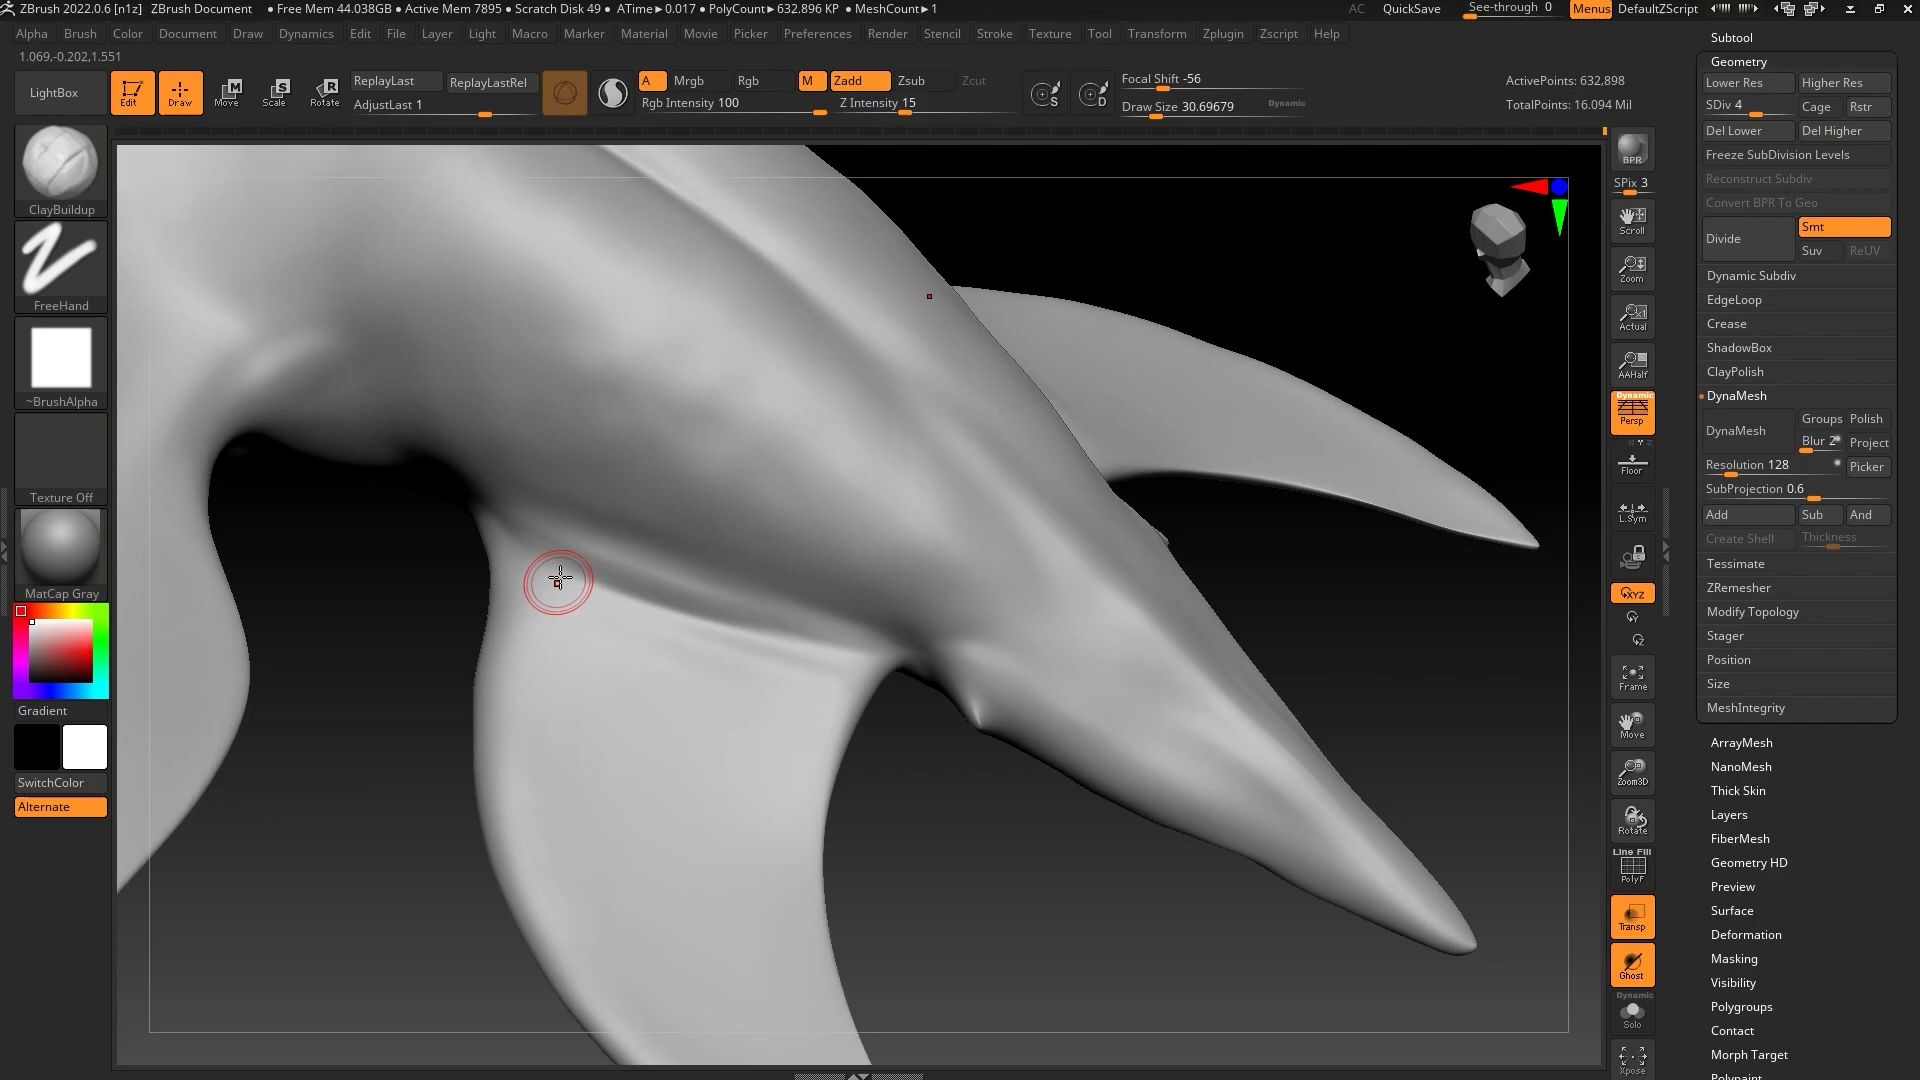 ZBrush 2022.0.6 [n1z] ZBrush Document ● Free Mem 44.038GB ● Active Mem 7895 ● Scratch Disk 49 ● ATime►0.017 ● PolyCount►632,896 KP ● MeshCount►1 AC QuickSave See-through 0 Menus DefaultZScript
Alpha Brush Color Document Draw Dynamics Edit File Layer Light Macro Marker Material Movie Picker Preferences Render Stencil Stroke Texture Tool Transform Zplugin Zscript Help
1.069,-0.202,1.551
LightBox
Edit
Draw
M
Move
S
Scale
R
Rotate
ReplayLast
ReplayLastRel
AdjustLast 1
A
Mrgb
Rgb
M
Zadd
Zsub
Zcut
Rgb Intensity 100
Z Intensity 15
S
D
Focal Shift -56
Draw Size 30.69679
Dynamic
ActivePoints: 632,898
TotalPoints: 16.094 Mil
ClayBuildup
FreeHand
~BrushAlpha
Texture Off
MatCap Gray
Gradient
SwitchColor
Alternate
BPR
SPix 3
Scroll
Zoom
Actual
AAHalf
Dynamic
Persp
Floor
L.Sym
XYZ
Y
Z
Frame
Move
Zoom3D
Rotate
Line Fill
PolyF
Transp
Ghost
Dynamic
Solo
Xpose
Subtool
Geometry
Lower Res
Higher Res
SDiv 4
Cage
Rstr
Del Lower
Del Higher
Freeze SubDivision Levels
Reconstruct Subdiv
Convert BPR To Geo
Divide
Smt
Suv
ReUV
Dynamic Subdiv
EdgeLoop
Crease
ShadowBox
ClayPolish
DynaMesh
DynaMesh
Groups
Polish
Blur 2
Project
Resolution 128
Picker
SubProjection 0.6
Add
Sub
And
Create Shell
Thickness
Tessimate
ZRemesher
Modify Topology
Stager
Position
Size
MeshIntegrity
ArrayMesh
NanoMesh
Thick Skin
Layers
FiberMesh
Geometry HD
Preview
Surface
Deformation
Masking
Visibility
Polygroups
Contact
Morph Target
Polypaint